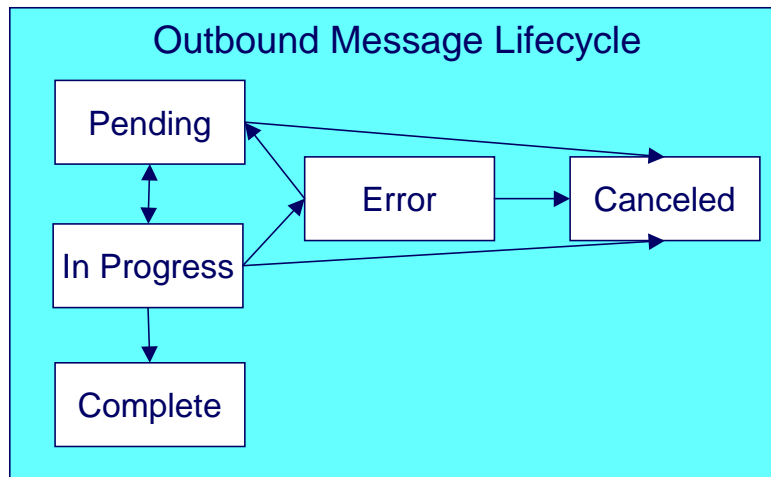 Outbound Message Lifecycle
Pending
Error
Canceled
In Progress
Complete